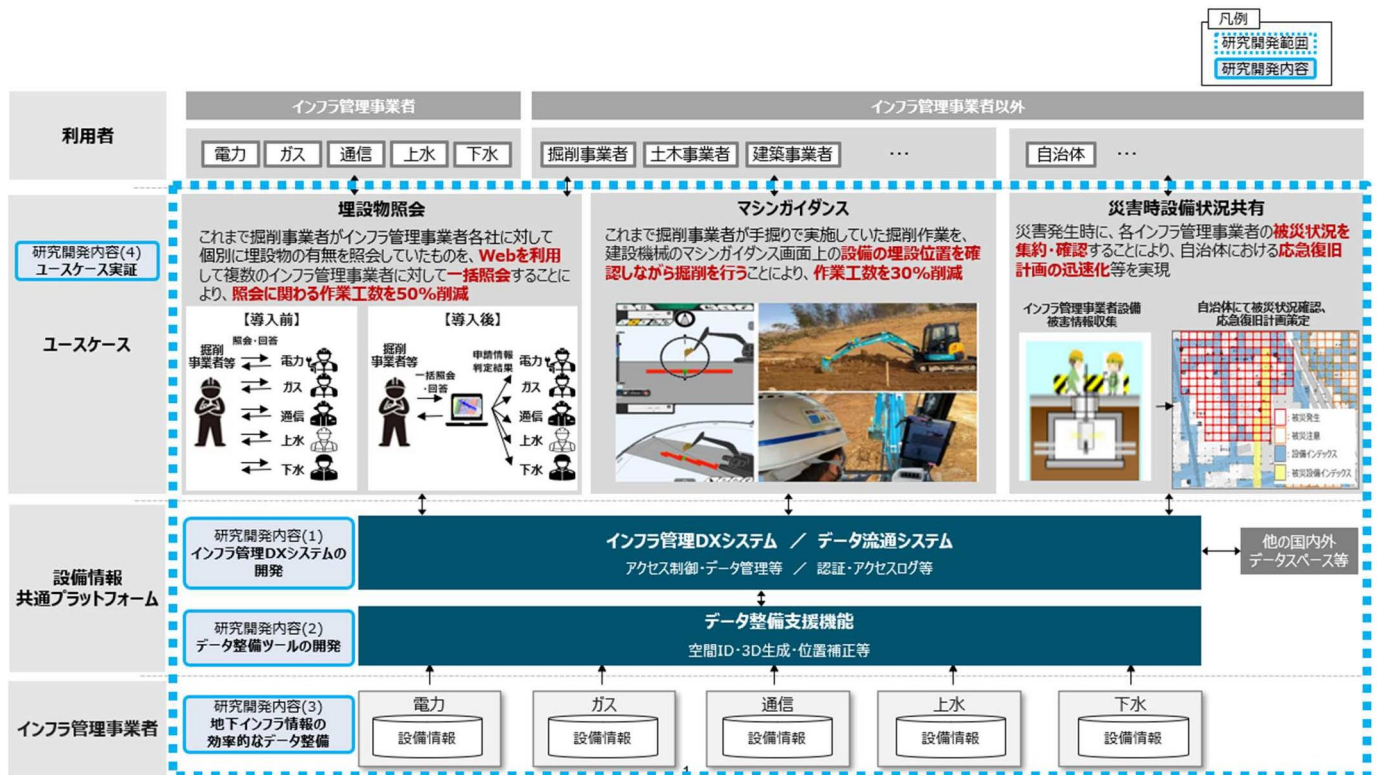 凡例
研究開発範囲
研究開発内容
利用者
インフラ管理事業者
インフラ管理事業者以外
電力
ガス
通信
上水
下水
掘削事業者
土木事業者
建築事業者
…
自治体
…
研究開発内容(4)
ユースケース実証
ユースケース
埋設物照会
これまで掘削事業者がインフラ管理事業者各社に対して
個別に埋設物の有無を照会していたものを、Webを利用
して複数のインフラ管理事業者に対して一括照会することに
より、照会に関わる作業工数を50%削減
【導入前】
照会・回答
掘削
事業者等
電力
ガス
通信
上水
下水
【導入後】
掘削
事業者等
一括照会
・回答
申請情報
判定結果
電力
ガス
通信
上水
下水
マシンガイダンス
これまで掘削事業者が手掘りで実施していた掘削作業を、
建設機械のマシンガイダンス画面上の設備の埋設位置を確
認しながら掘削を行うことにより、作業工数を30%削減
災害時設備状況共有
災害発生時に、各インフラ管理事業者の被災状況を
集約・確認することにより、自治体における応急復旧
計画の迅速化等を実現
インフラ管理事業者設備
被害情報収集
自治体にて被災状況確認、
応急復旧計画策定
：被災発生
：被災注意
：設備インデックス
：被災設備インデックス
設備情報
共通プラットフォーム
研究開発内容(1)
インフラ管理DXシステムの
開発
インフラ管理DXシステム ／ データ流通システム
アクセス制御・データ管理等 ／ 認証・アクセスログ等
他の国内外
データスペース等
研究開発内容(2)
データ整備ツールの開発
データ整備支援機能
空間ID・3D生成・位置補正等
インフラ管理事業者
研究開発内容(3)
地下インフラ情報の
効率的なデータ整備
電力
設備情報
ガス
設備情報
通信
設備情報
上水
設備情報
下水
設備情報
1